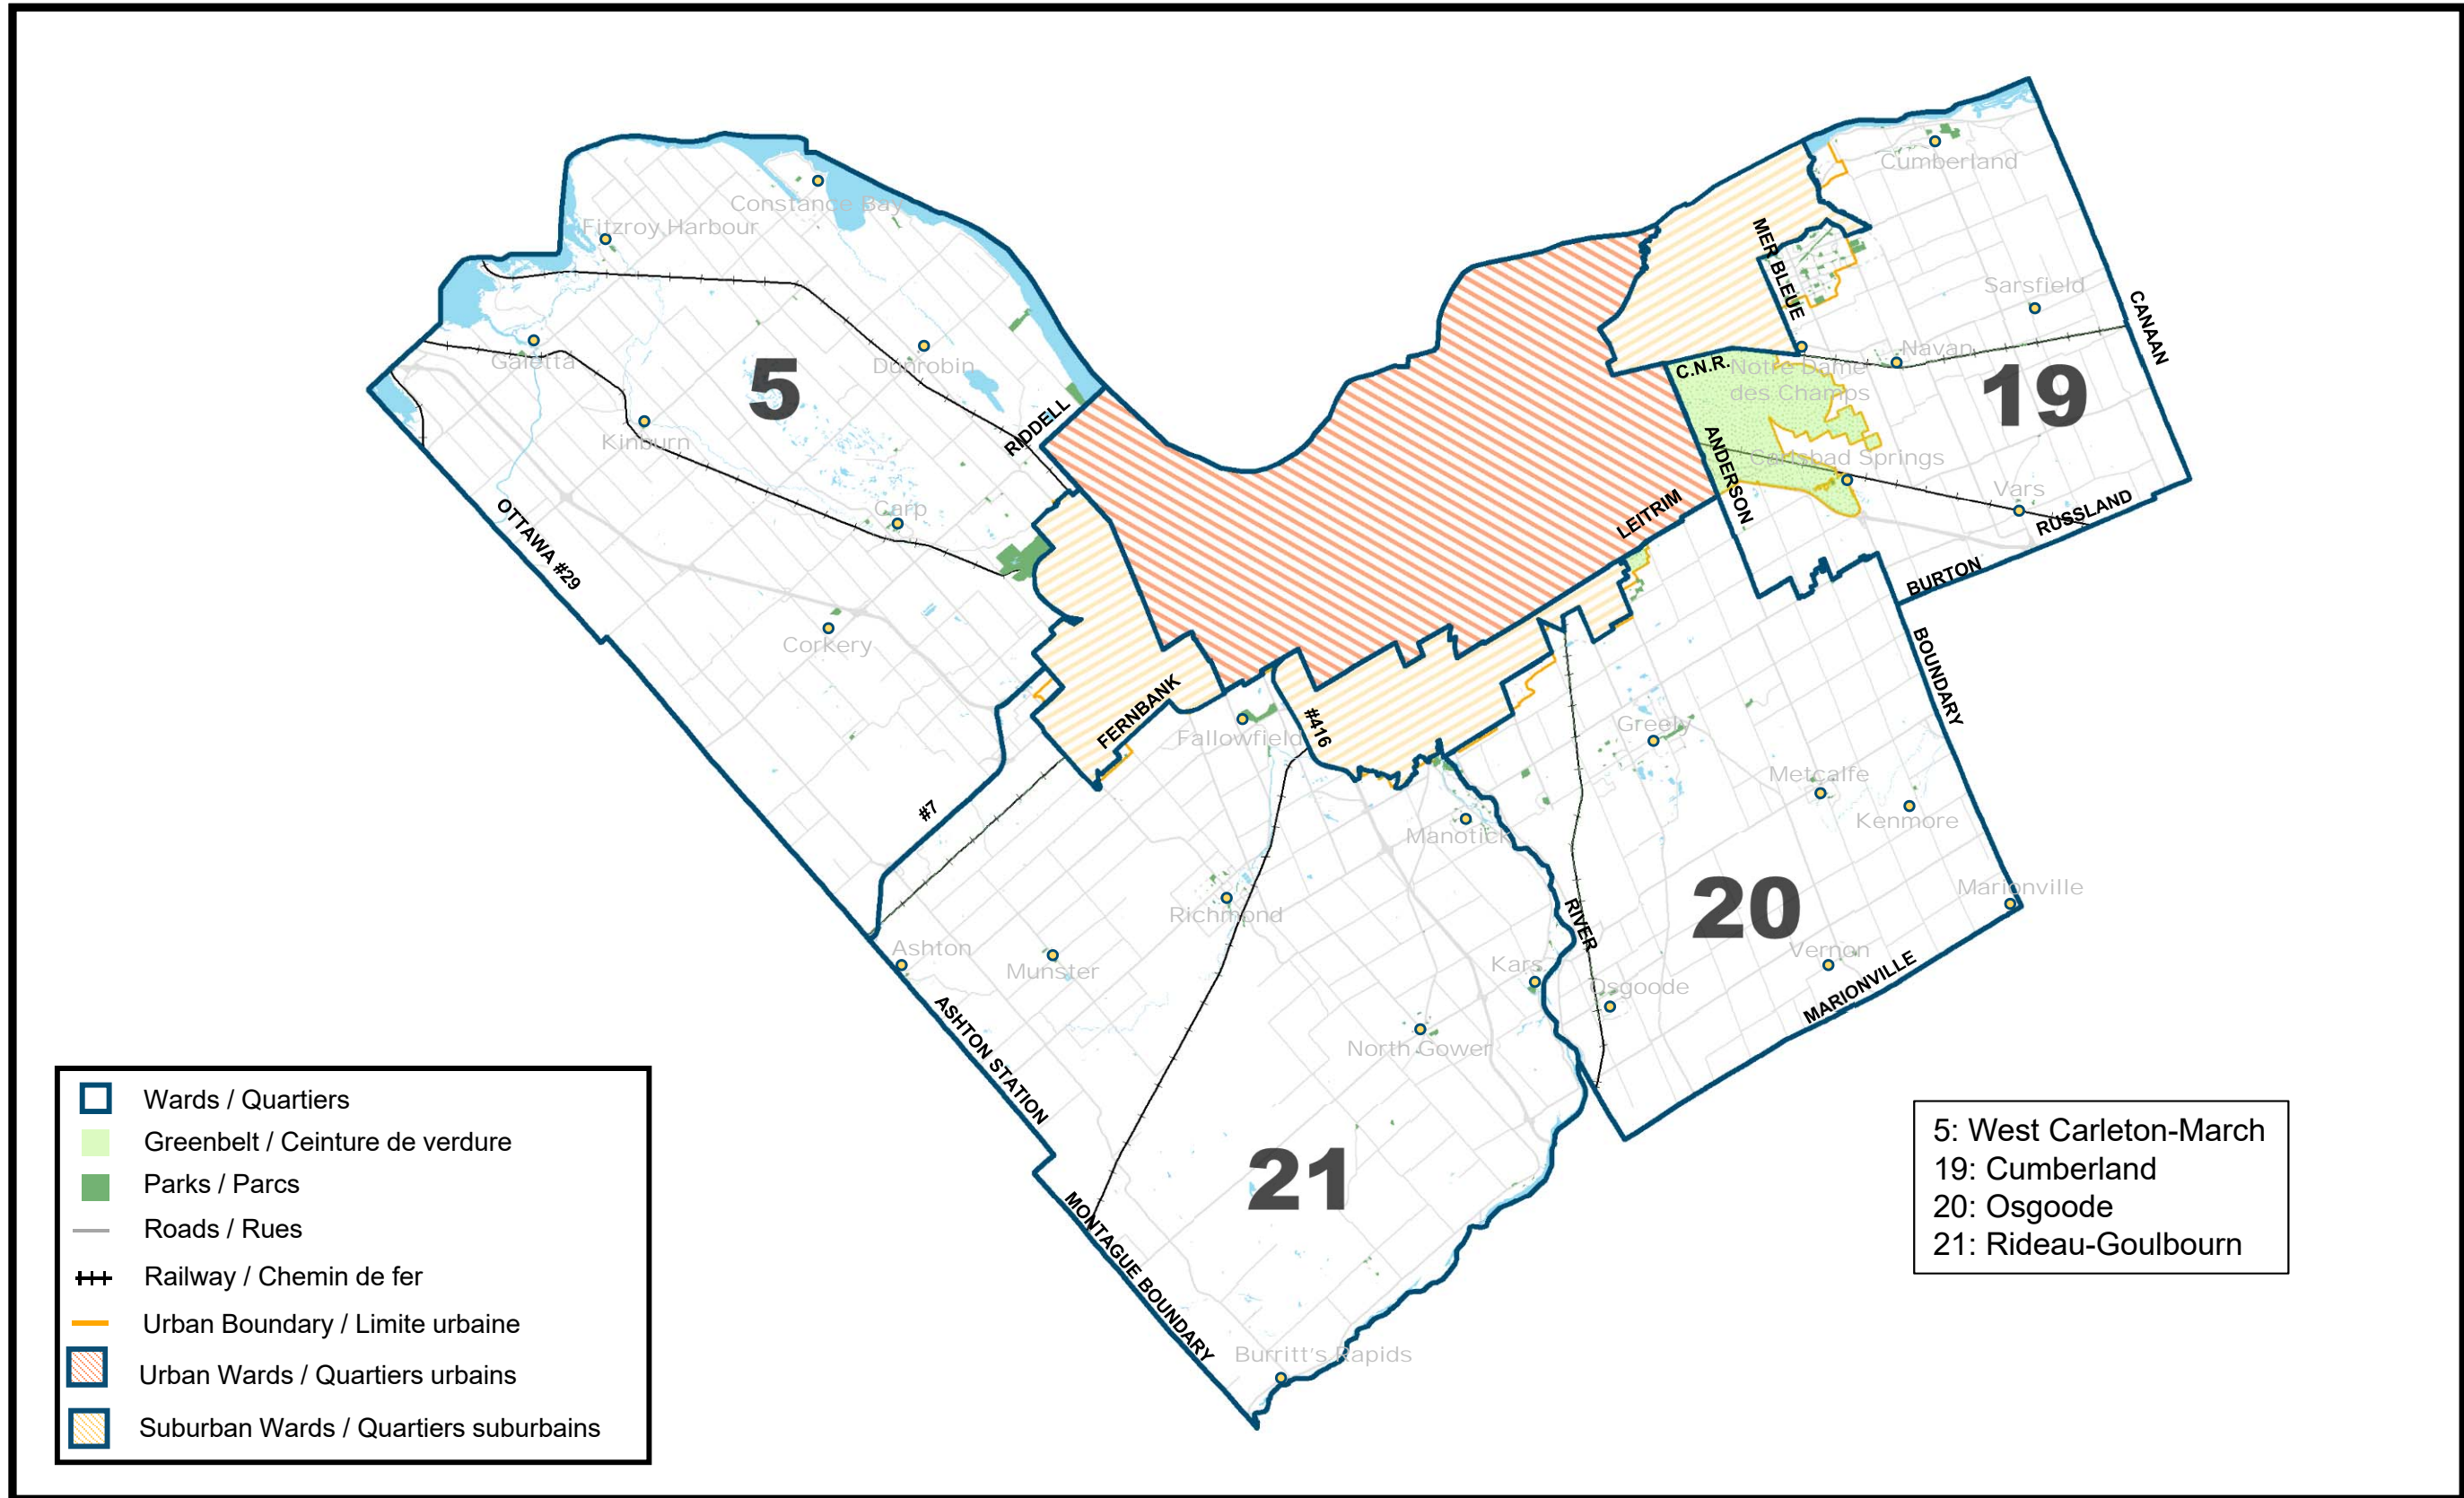 Cumberland
Constance Bay
Fitzroy Harbour
MER BLEUE
Sarsfield
CANAAN
Galetta
5
Dunrobin
C.N.R.
Notre Dame
des Champs
Navan
19
RIDDELL
Kinburn
ANDERSON
Carlsbad Springs
Vars
RUSSLAND
OTTAWA #29
Carp
LEITRIM
BURTON
Corkery
BOUNDARY
FERNBANK
#416
Fallowfield
Greely
Metcalfe
Kenmore
#7
Manotick
Richmond
20
Marionville
RIVER
Ashton
Munster
Kars
Osgoode
Vernon
MARIONVILLE
ASHTON STATION
North Gower
21
MONTAGUE BOUNDARY
Burritt's Rapids
Wards / Quartiers
Greenbelt / Ceinture de verdure
Parks / Parcs
Roads / Rues
Railway / Chemin de fer
Urban Boundary / Limite urbaine
Urban Wards / Quartiers urbains
Suburban Wards / Quartiers suburbains
5: West Carleton-March
19: Cumberland
20: Osgoode
21: Rideau-Goulbourn